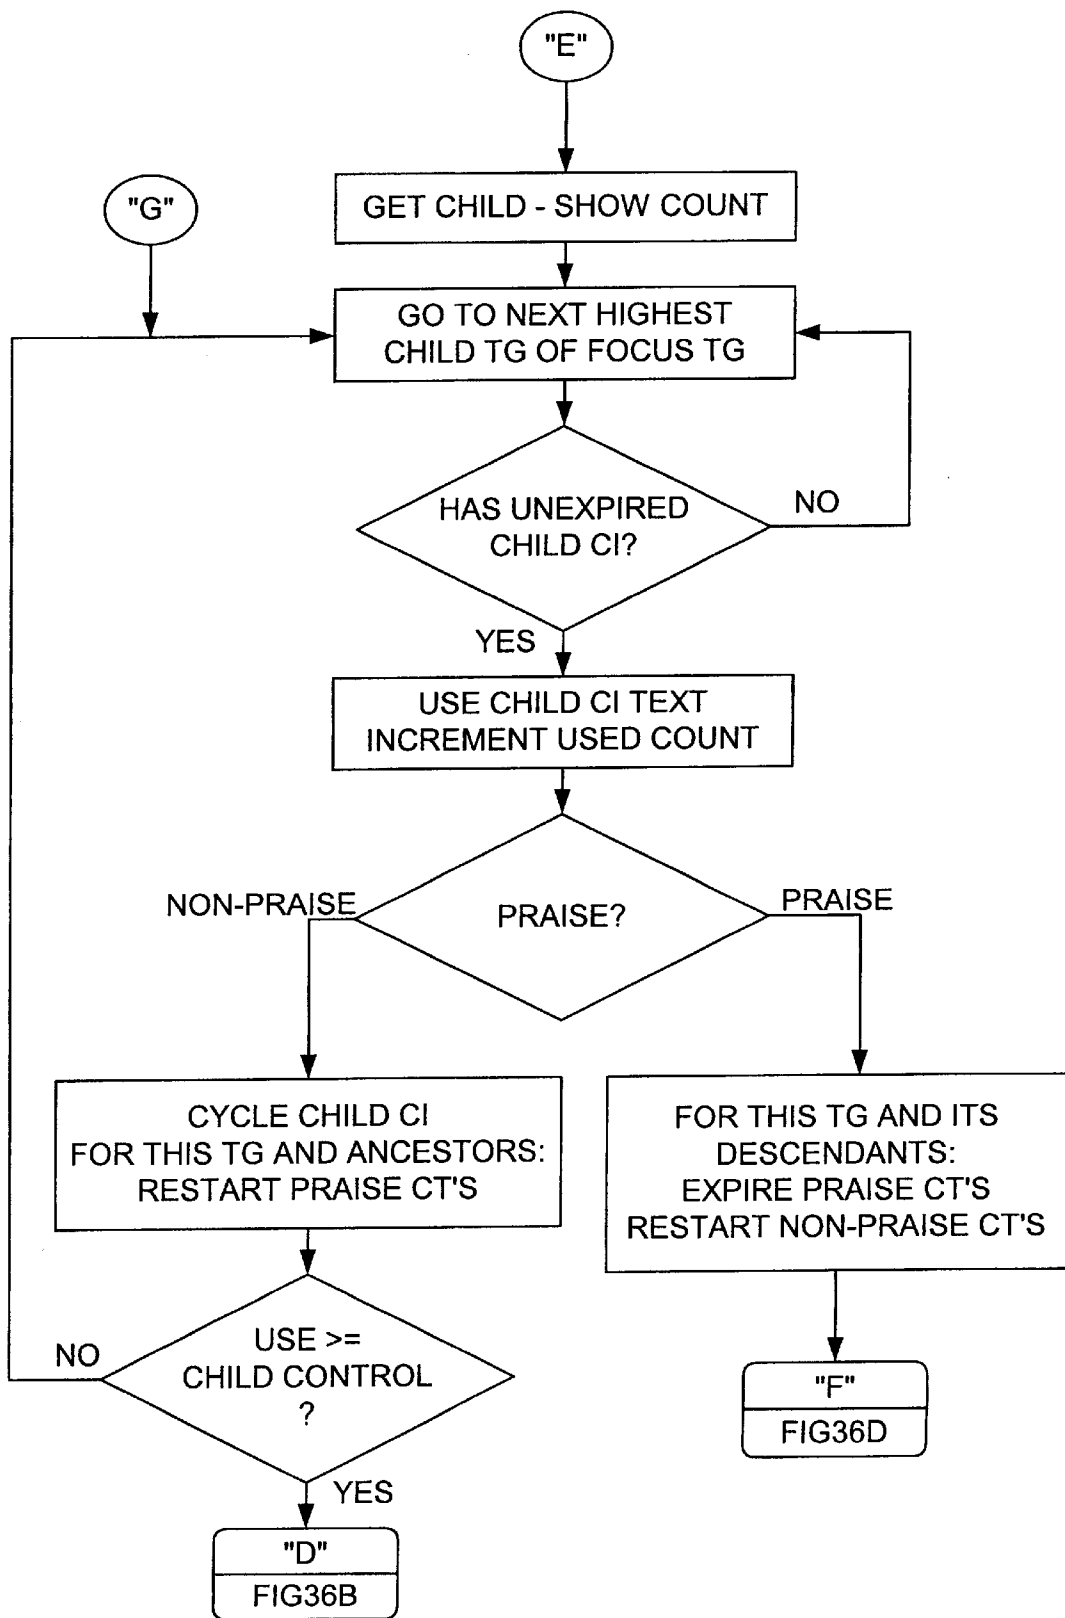 "E"
GET CHILD - SHOW COUNT
"G"
GO TO NEXT HIGHEST
CHILD TG OF FOCUS TG
HAS UNEXPIRED
CHILD CI?
NO
YES
USE CHILD CI TEXT
INCREMENT USED COUNT
NON-PRAISE
PRAISE?
PRAISE
CYCLE CHILD CI
FOR THIS TG AND ANCESTORS:
RESTART PRAISE CT'S
FOR THIS TG AND ITS
DESCENDANTS:
EXPIRE PRAISE CT'S
RESTART NON-PRAISE CT'S
NO
USE >=
CHILD CONTROL
?
YES
"F"
FIG36D
"D"
FIG36B